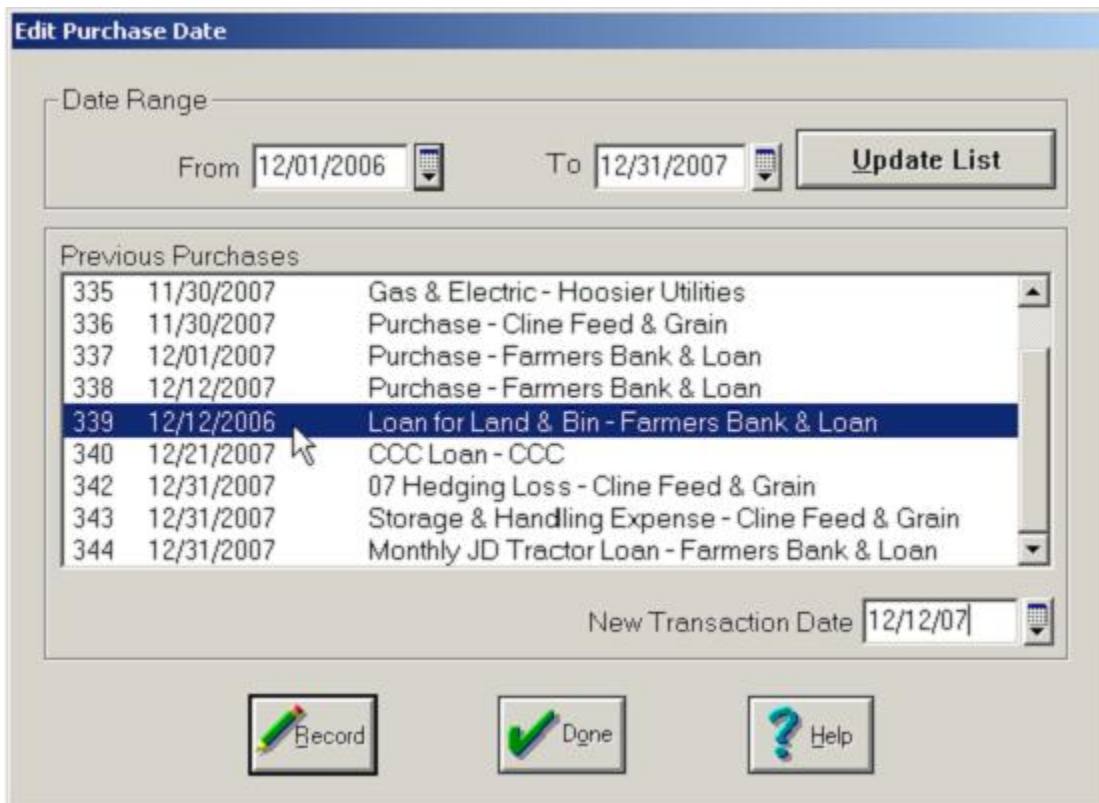 Edit Purchase Date
Date Range
From 12/01/2006 To 12/31/2007 Update List
Previous Purchases
335 11/30/2007 Gas & Electric - Hoosier Utilities
336 11/30/2007 Purchase - Cline Feed & Grain
337 12/01/2007 Purchase - Farmers Bank & Loan
338 12/12/2007 Purchase - Farmers Bank & Loan
339 12/12/2006 Loan for Land & Bin - Farmers Bank & Loan
340 12/21/2007 CCC Loan - CCC
342 12/31/2007 07 Hedging Loss - Cline Feed & Grain
343 12/31/2007 Storage & Handling Expense - Cline Feed & Grain
344 12/31/2007 Monthly JD Tractor Loan - Farmers Bank & Loan
New Transaction Date 12/12/07
Record Done Help